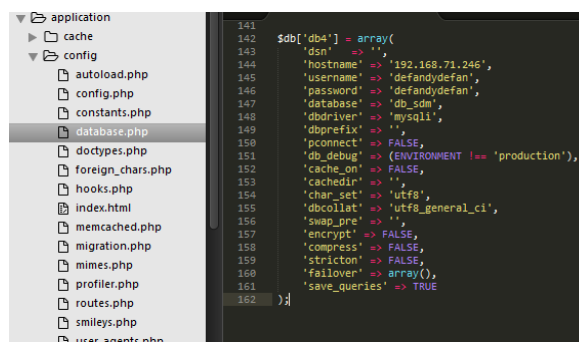 application
cache
config
autoload.php
config.php
constants.php
database.php
doctypes.php
foreign_chars.php
hooks.php
index.html
memcached.php
migration.php
mimes.php
profiler.php
routes.php
smileys.php
user_agents.php
141
142 $db['db4'] = array(
143 'dsn' => '',
144 'hostname' => '192.168.71.246',
145 'username' => 'defandydefan',
146 'password' => 'defandydefan',
147 'database' => 'db_sdm',
148 'dbdriver' => 'mysqli',
149 'dbprefix' => '',
150 'pconnect' => FALSE,
151 'db_debug' => (ENVIRONMENT !== 'production'),
152 'cache_on' => FALSE,
153 'cachedir' => '',
154 'char_set' => 'utf8',
155 'dbcollat' => 'utf8_general_ci',
156 'swap_pre' => '',
157 'encrypt' => FALSE,
158 'compress' => FALSE,
159 'stricton' => FALSE,
160 'failover' => array(),
161 'save_queries' => TRUE
162 );